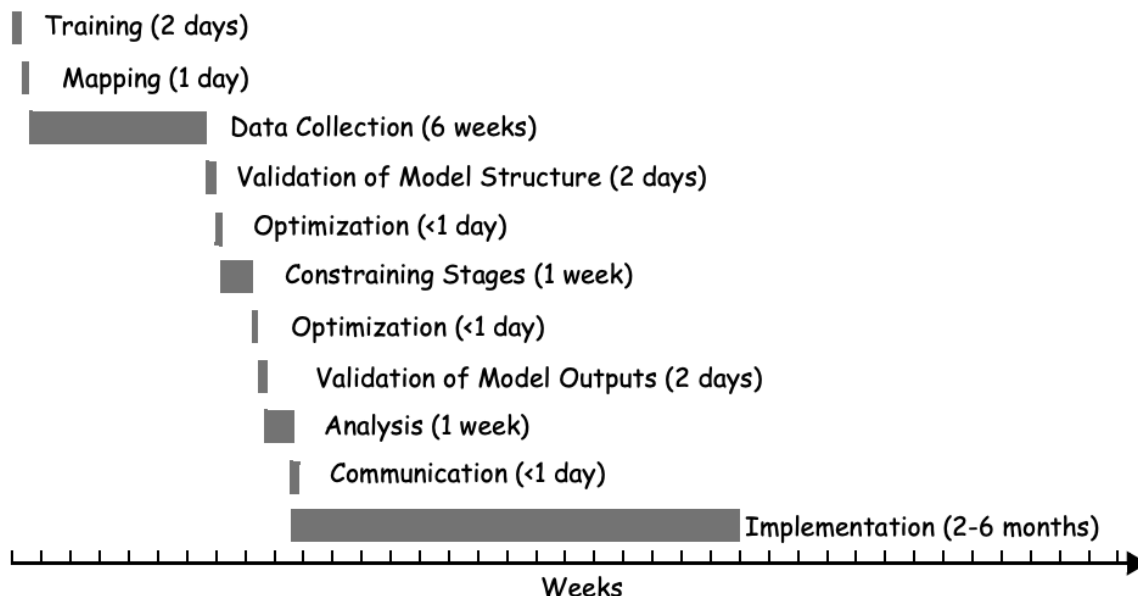 Training (2 days)
Mapping (1 day)
Data Collection (6 weeks)
Validation of Model Structure (2 days)
Optimization (<1 day)
Constraining Stages (1 week)
Optimization (<1 day)
Validation of Model Outputs (2 days)
Analysis (1 week)
Communication (<1 day)
Implementation (2-6 months)
Weeks